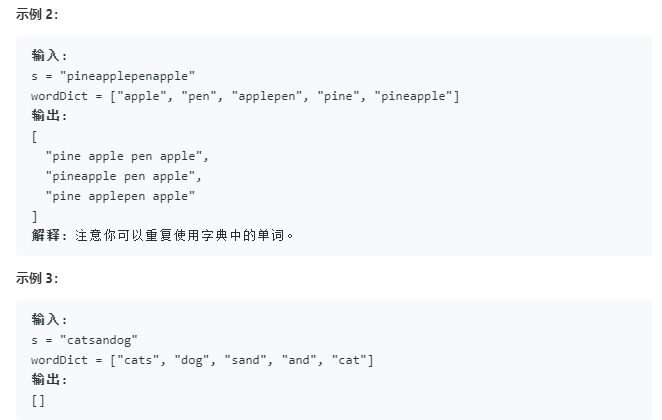 示例 2：
输入:
s = "pineapplepenapple"
wordDict = ["apple", "pen", "applepen", "pine", "pineapple"]
输出:
[
  "pine apple pen apple",
  "pineapple pen apple",
  "pine applepen apple"
]
解释: 注意你可以重复使用字典中的单词。
示例 3：
输入:
s = "catsandog"
wordDict = ["cats", "dog", "sand", "and", "cat"]
输出:
[]